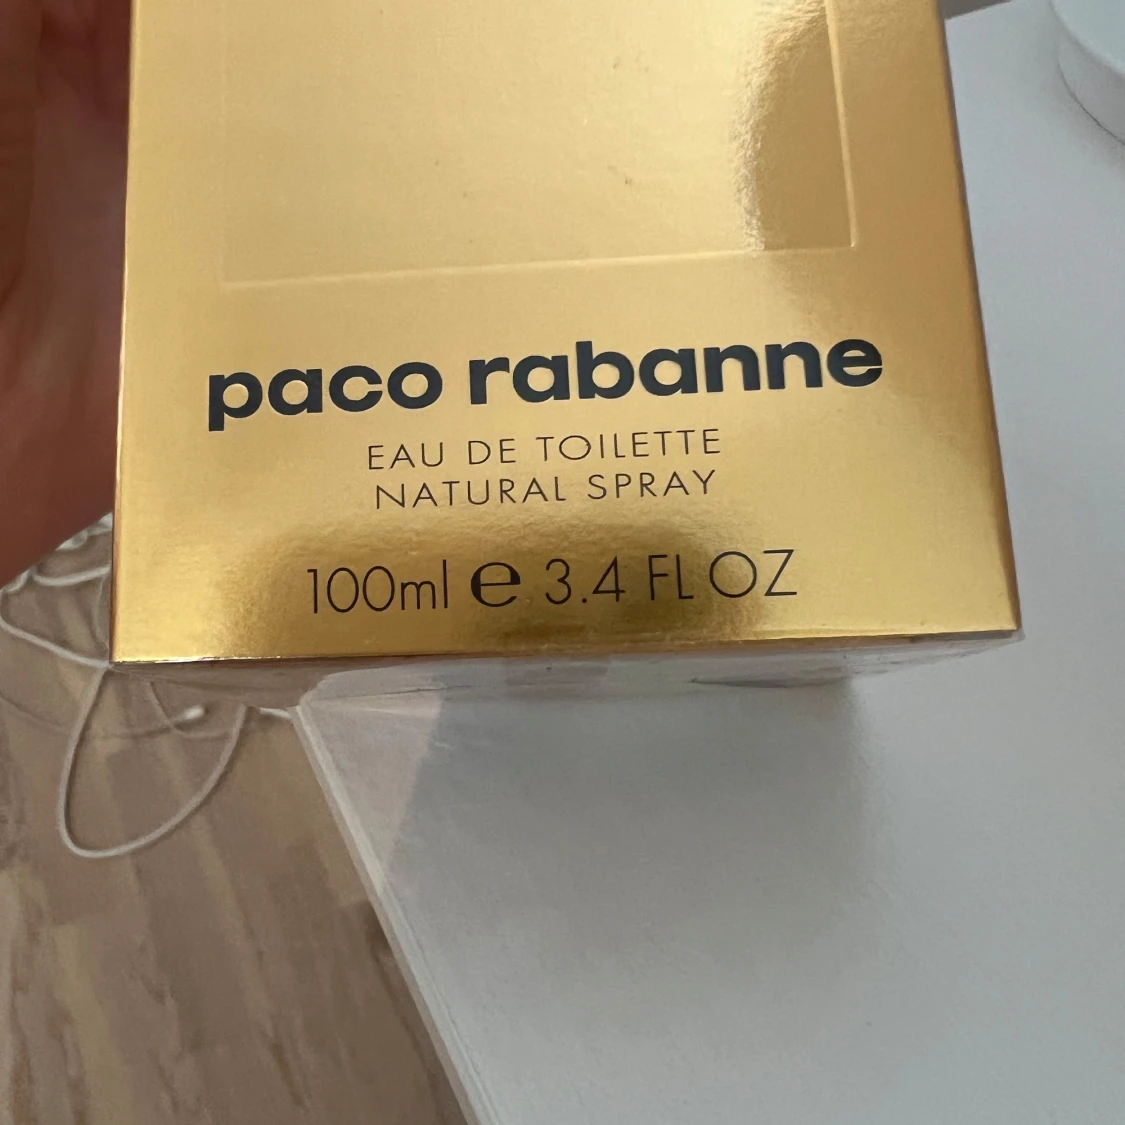 paco rabanne
EAU DE TOILETTE
NATURAL SPRAY
100ml e 3.4 FL OZ